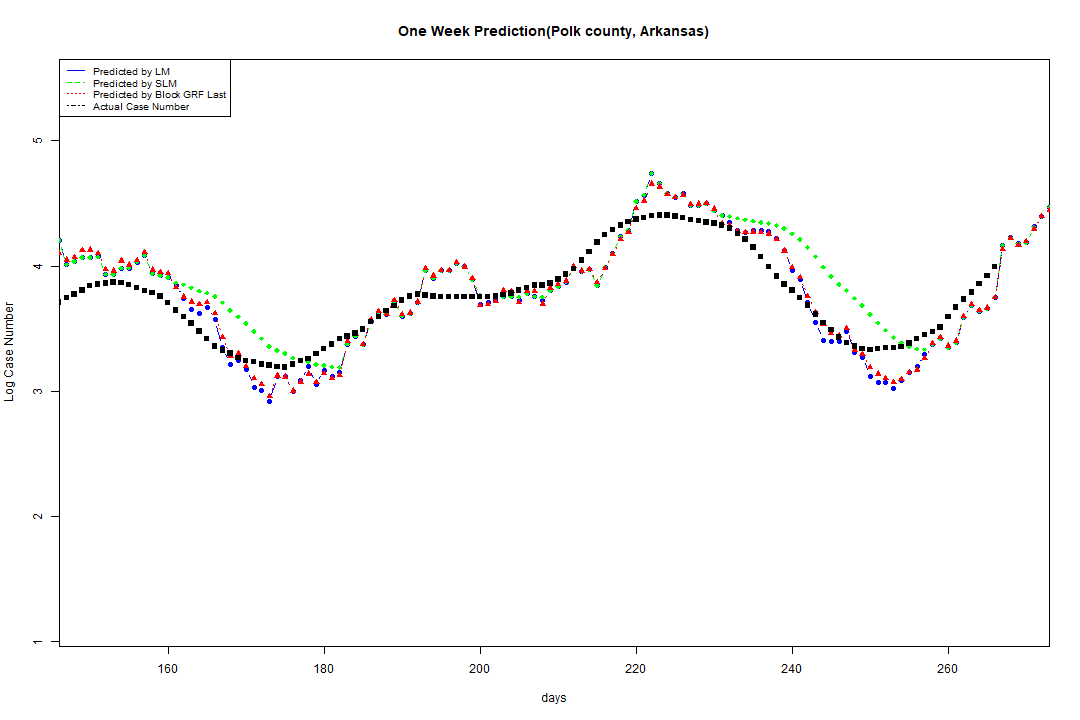 One Week Prediction(Polk county, Arkansas)
Predicted by LM
Predicted by SLM
Predicted by Block GRF Last
Actual Case Number
5
4
3
2
1
Log Case Number
160 180 200 220 240 260
days